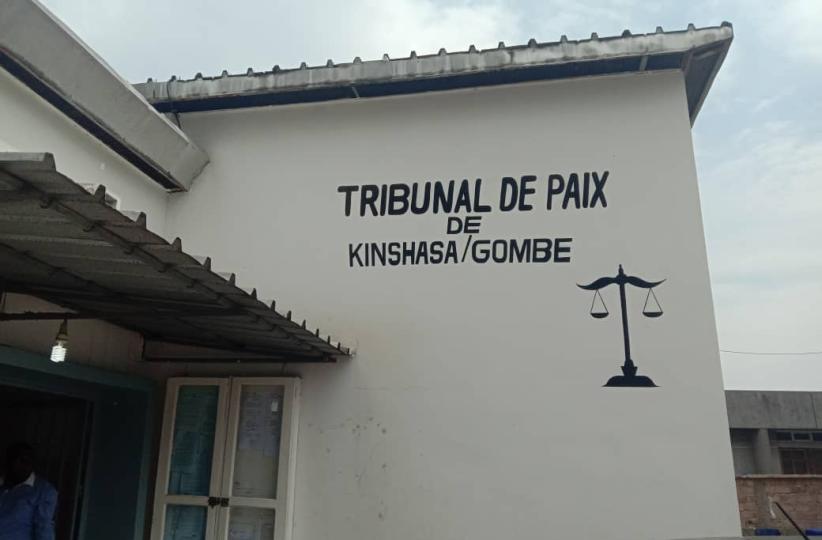 TRIBUNAL DE PAIX
DE
KINSHASA/GOMBE